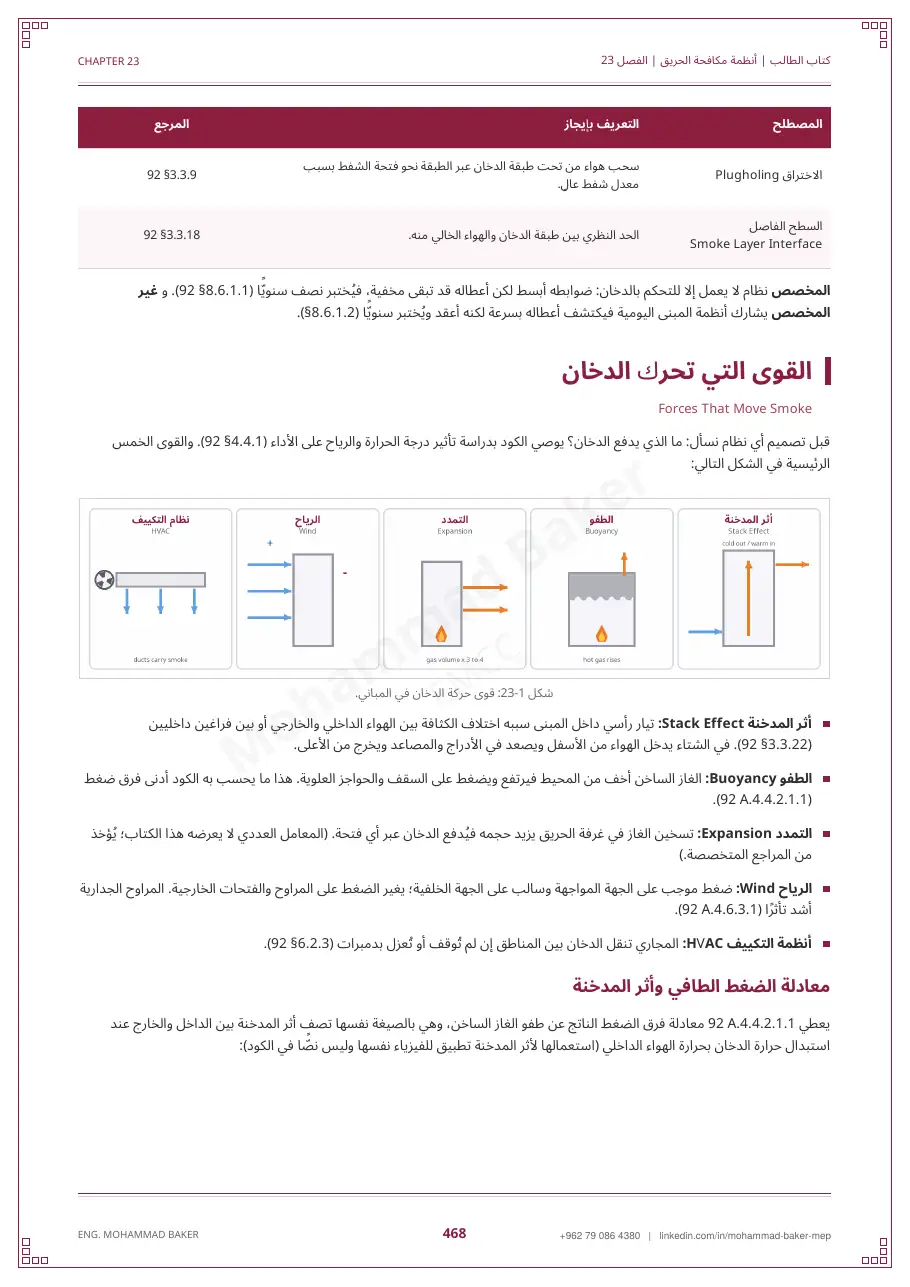 كتاب الطالب | أنظمة مكافحة الحريق | الفصل 23
CHAPTER 23
المصطلح التعريف بإيجاز المرجع
الاختراق Plugholing سحب هواء من تحت طبقة الدخان عبر الطبقة نحو فتحة الشفط بسبب
معدل شفط عالٍ. 92 §3.3.9
السطح الفاصل
Smoke Layer Interface الحد النظري بين طبقة الدخان والهواء الخالي منه. 92 §3.3.18
المخصص نظام لا يعمل إلا للتحكم بالدخان: ضوابطه أبسط لكن أعطاله قد تبقى مخفية، فيُختبر نصف سنويًّا (92 §8.6.1.1). و غير
المخصص يشارك أنظمة المبنى اليومية فيكتشف أعطاله بسرعة لكنه أعقد ويُختبر سنويًّا (§8.6.1.2).
القوى التي تحرك الدخان
Forces That Move Smoke
قبل تصميم أي نظام نسأل: ما الذي يدفع الدخان؟ يوصي الكود بدراسة تأثير درجة الحرارة والرياح على الأداء (92 §4.4.1). والقوى الخمس
الرئيسية في الشكل التالي:
أثر المدخنة
Stack Effect
cold out / warm in
الطفو
Buoyancy
hot gas rises
التمدد
Expansion
gas volume x 3 to 4
الرياح
Wind
+
-
نظام التكييف
HVAC
ducts carry smoke
شكل 1-23: قوى حركة الدخان في المباني.
أثر المدخنة Stack Effect: تيار رأسي داخل المبنى سببه اختلاف الكثافة بين الهواء الداخلي والخارجي أو بين فراغين داخليين
(92 §3.3.22). في الشتاء يدخل الهواء من الأسفل ويصعد في الأدراج والمصاعد ويخرج من الأعلى.
الطفو Buoyancy: الغاز الساخن أخف من المحيط فيرتفع ويضغط على السقف والحواجز العلوية. هذا ما يحسب به الكود أدنى فرق ضغط
(92 A.4.4.2.1.1).
التمدد Expansion: تسخين الغاز في غرفة الحريق يزيد حجمه فيُدفع الدخان عبر أي فتحة. (المعامل العددي لا يعرضه هذا الكتاب؛ يُؤخذ
من المراجع المتخصصة.)
الرياح Wind: ضغط موجب على الجهة المواجهة وسالب على الجهة الخلفية؛ يغير الضغط على المراوح والفتحات الخارجية. المراوح الجدارية
أشد تأثرًا (92 A.4.6.3.1).
أنظمة التكييف HVAC: المجاري تنقل الدخان بين المناطق إن لم تُوقف أو تُعزل بدمبرات (92 §6.2.3).
معادلة الضغط الطافي وأثر المدخنة
يعطي 92 A.4.4.2.1.1 معادلة فرق الضغط الناتج عن طفو الغاز الساخن، وهي بالصيغة نفسها تصف أثر المدخنة بين الداخل والخارج عند
استبدال حرارة الدخان بحرارة الهواء الداخلي (استعمالها لأثر المدخنة تطبيق للفيزياء نفسها وليس نصًّا في الكود):
Mohammad Baker
ENG. MOHAMMAD BAKER
468
+962 79 086 4380 | linkedin.com/in/mohammad-baker-mep